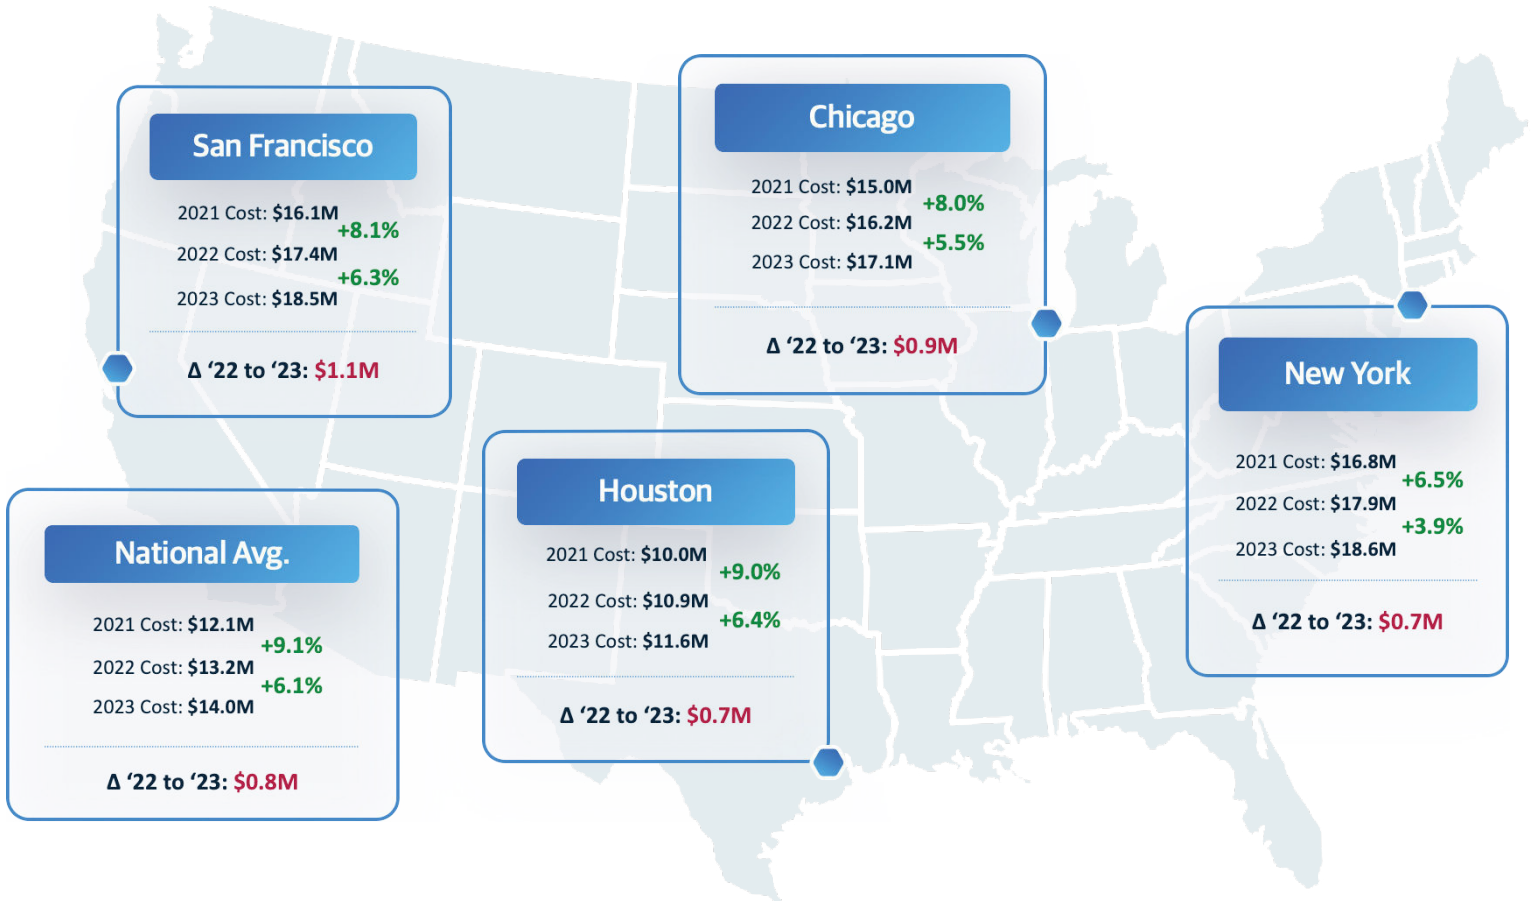 San Francisco
2021 Cost: $16.1M
+8.1%
2022 Cost: $17.4M
+6.3%
2023 Cost: $18.5M
Δ ‘22 to ‘23: $1.1M
Chicago
2021 Cost: $15.0M
+8.0%
2022 Cost: $16.2M
+5.5%
2023 Cost: $17.1M
Δ ‘22 to ‘23: $0.9M
New York
2021 Cost: $16.8M
+6.5%
2022 Cost: $17.9M
+3.9%
2023 Cost: $18.6M
Δ ‘22 to ‘23: $0.7M
National Avg.
2021 Cost: $12.1M
+9.1%
2022 Cost: $13.2M
+6.1%
2023 Cost: $14.0M
Δ ‘22 to ‘23: $0.8M
Houston
2021 Cost: $10.0M
+9.0%
2022 Cost: $10.9M
+6.4%
2023 Cost: $11.6M
Δ ‘22 to ‘23: $0.7M